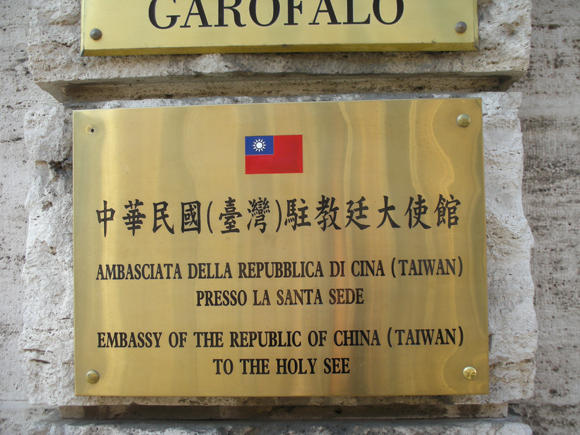 GAROFALO
中華民國(臺灣)駐教廷大使館
AMBASCIATA DELLA REPUBBLICA DI CINA (TAIWAN)
PRESSO LA SANTA SEDE
EMBASSY OF THE REPUBLIC OF CHINA (TAIWAN)
TO THE HOLY SEE